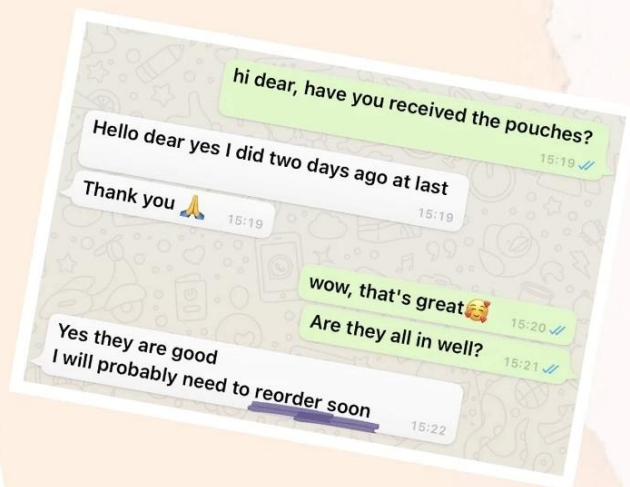 hi dear, have you received the pouches?
15:19
Hello dear yes I did two days ago at last
15:19
Thank you 🙏
15:19
wow, that's great🥰
15:20
Are they all in well?
15:21
Yes they are good
I will probably need to reorder soon
15:22